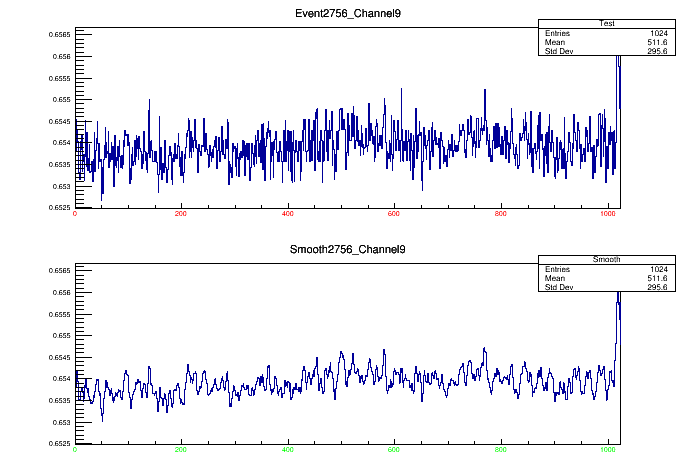 Event2756_Channel9
Test
Entries 1024
Mean 511.6
Std Dev 295.6
0.6565
0.656
0.6555
0.655
0.6545
0.654
0.6535
0.653
0.6525
0 200 400 600 800 1000
Smooth2756_Channel9
Smooth
Entries 1024
Mean 511.6
Std Dev 295.6
0.6565
0.656
0.6555
0.655
0.6545
0.654
0.6535
0.653
0.6525
0 200 400 600 800 1000